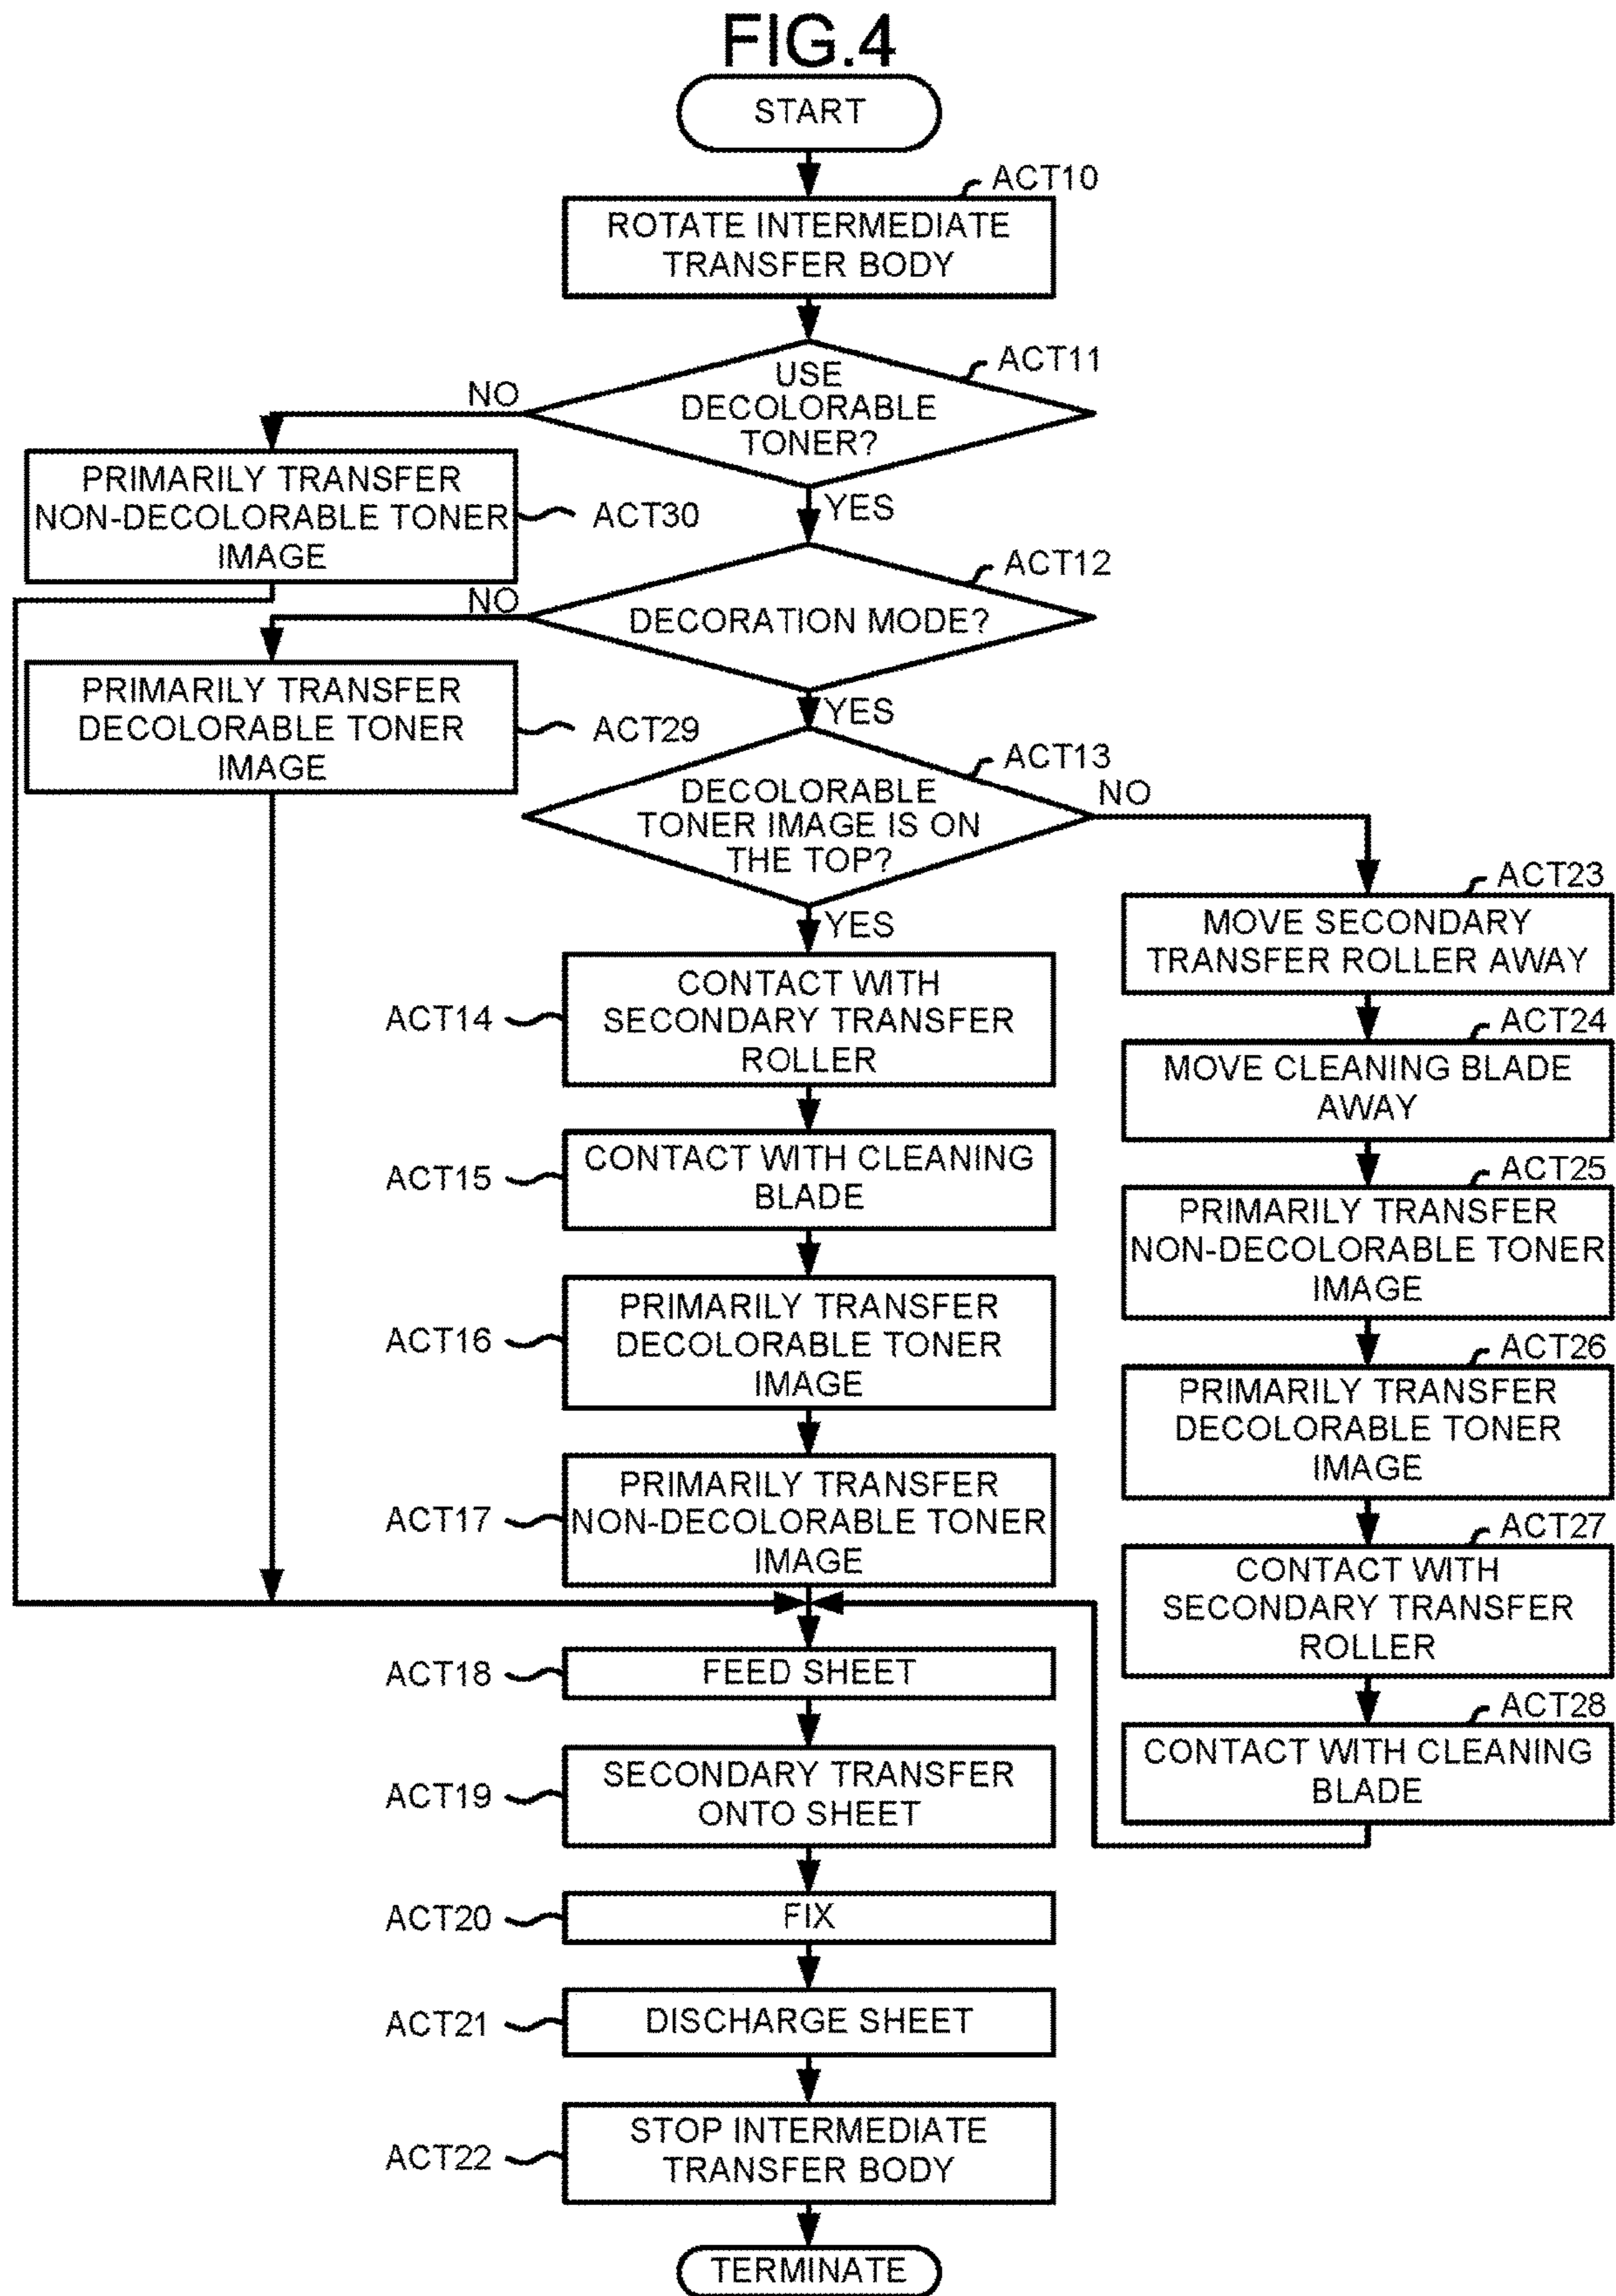 FIG.4
START
ACT10
ROTATE INTERMEDIATE
TRANSFER BODY
ACT11
USE
DECOLORABLE
TONER?
NO
YES
PRIMARILY TRANSFER
NON-DECOLORABLE TONER
IMAGE
ACT30
ACT12
DECORATION MODE?
NO
YES
PRIMARILY TRANSFER
DECOLORABLE TONER
IMAGE
ACT29
ACT13
DECOLORABLE
TONER IMAGE IS ON
THE TOP?
NO
YES
ACT14
CONTACT WITH
SECONDARY TRANSFER
ROLLER
ACT15
CONTACT WITH CLEANING
BLADE
ACT16
PRIMARILY TRANSFER
DECOLORABLE TONER
IMAGE
ACT17
PRIMARILY TRANSFER
NON-DECOLORABLE TONER
IMAGE
ACT23
MOVE SECONDARY
TRANSFER ROLLER AWAY
ACT24
MOVE CLEANING BLADE
AWAY
ACT25
PRIMARILY TRANSFER
NON-DECOLORABLE TONER
IMAGE
ACT26
PRIMARILY TRANSFER
DECOLORABLE TONER
IMAGE
ACT27
CONTACT WITH
SECONDARY TRANSFER
ROLLER
ACT28
CONTACT WITH CLEANING
BLADE
ACT18
FEED SHEET
ACT19
SECONDARY TRANSFER
ONTO SHEET
ACT20
FIX
ACT21
DISCHARGE SHEET
ACT22
STOP INTERMEDIATE
TRANSFER BODY
TERMINATE